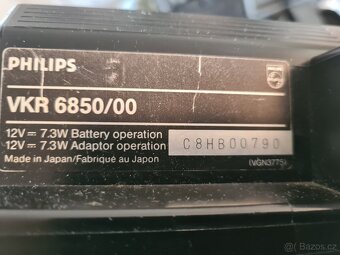 PHILIPS
VKR 6850/00
12V ⎓ 7.3W Battery operation
12V ⎓ 7.3W Adaptor operation
C8HB00790
Made in Japan/Fabriqué au Japon
(VGN3775)
Bazos.cz